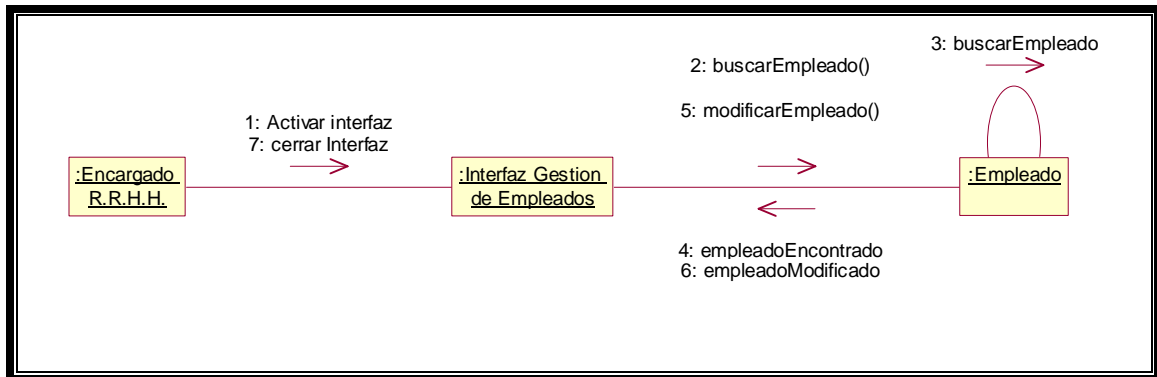 3: buscarEmpleado
2: buscarEmpleado()
5: modificarEmpleado()
1: Activar interfaz
7: cerrar Interfaz
:Encargado
R.R.H.H.
:Interfaz Gestion
de Empleados
:Empleado
4: empleadoEncontrado
6: empleadoModificado